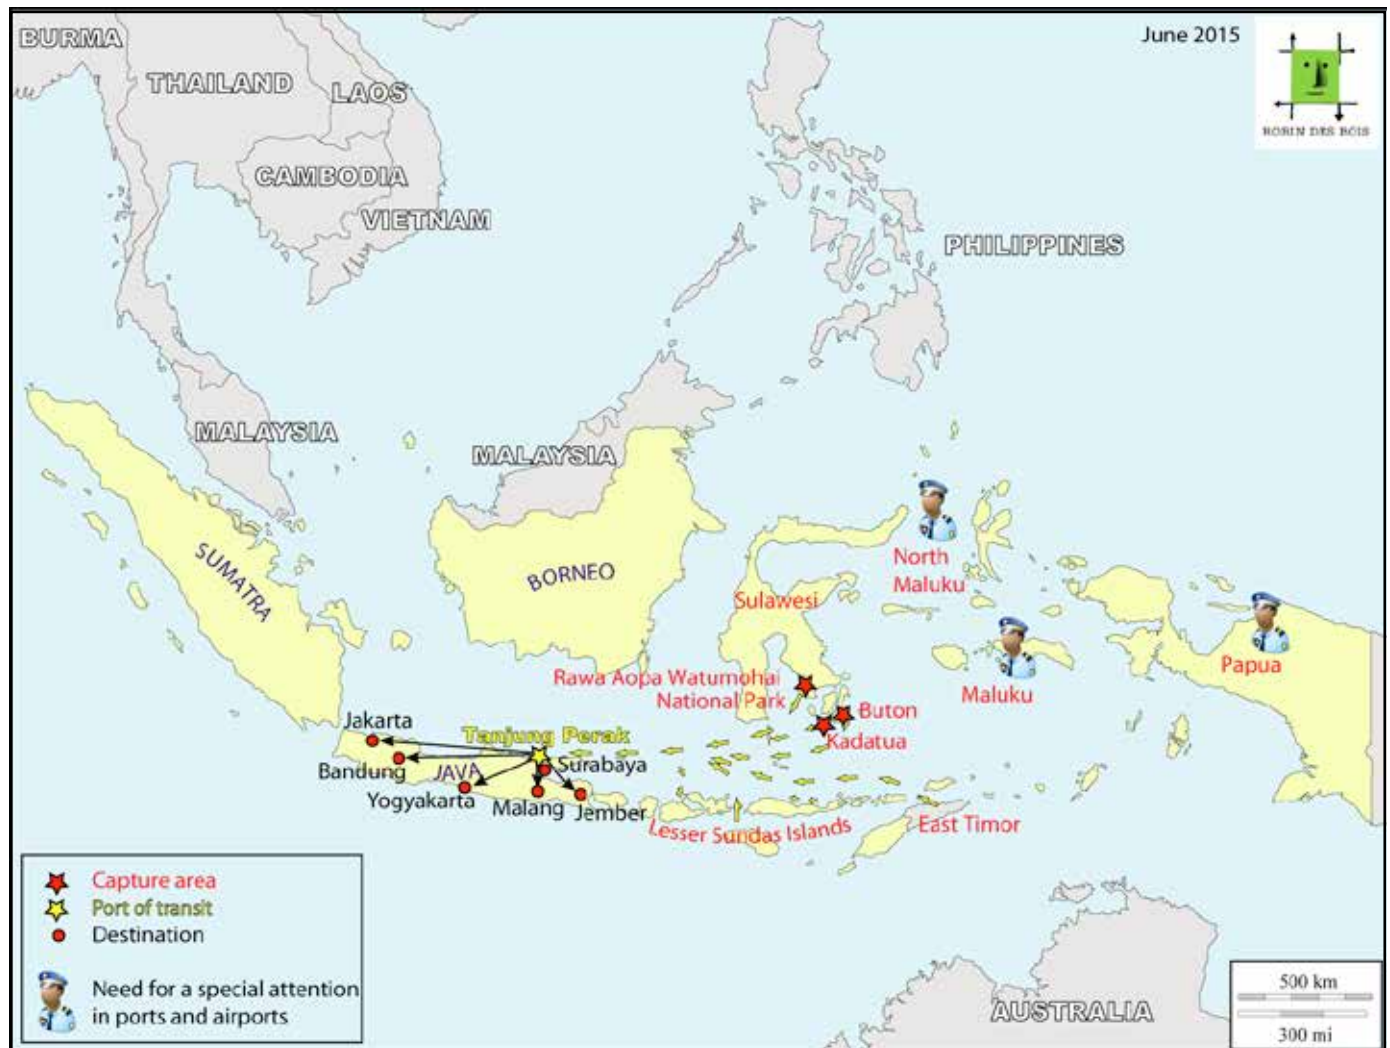 June 2015
ROBIN DES BOIS
BURMA
THAILAND
LAOS
CAMBODIA
VIETNAM
PHILIPPINES
MALAYSIA
MALAYSIA
SUMATRA
BORNEO
North
Maluku
Sulawesi
Papua
Rawa Aopa Watumohai
National Park
Maluku
Buton
Kadatua
Jakarta
Tanjung Perak
Surabaya
Bandung
JAVA
Yogyakarta
Malang
Jember
Lesser Sundas Islands
East Timor
Capture area
Port of transit
Destination
Need for a special attention
in ports and airports
AUSTRALIA
500 km
300 mi